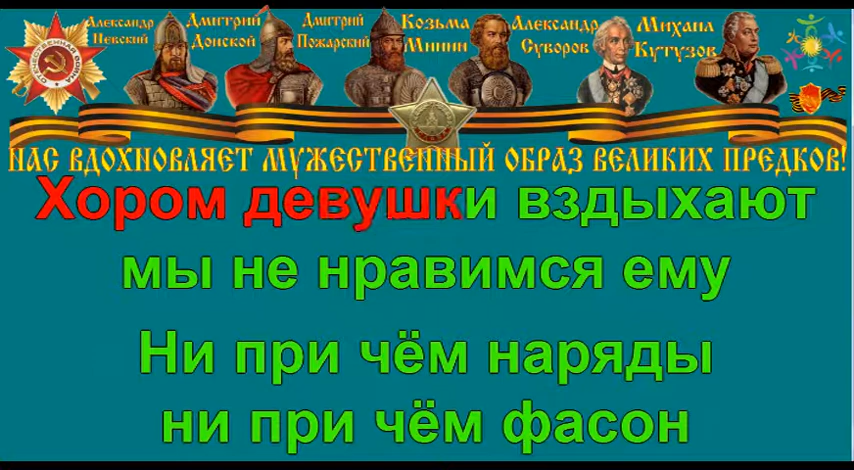 Александр
Невский
Дмитрий
Донской
Дмитрий
Пожарский
Козьма
Минин
Александр
Суворов
Михаил
Кутузов
НАС ВДОХНОВЛЯЕТ МУЖЕСТВЕННЫЙ ОБРАЗ ВЕЛИКИХ ПРЕДКОВ!
Хором девушки вздыхают
мы не нравимся ему
Ни при чём наряды
ни при чём фасон